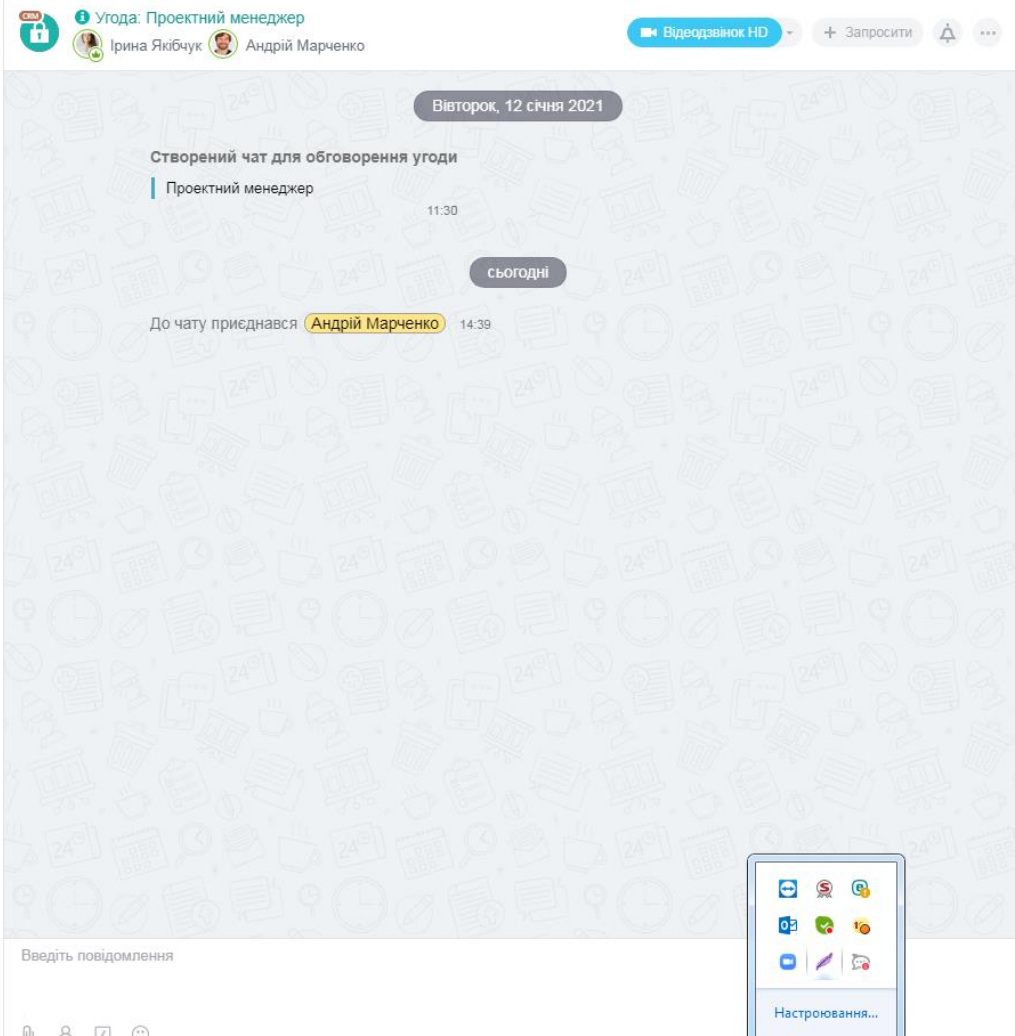 CRM
Угода: Проектний менеджер
Ірина Якібчук Андрій Марченко
Відеодзвінок HD
+ Запросити
Вівторок, 12 січня 2021
Створений чат для обговорення угоди
Проектний менеджер
11:30
сьогодні
До чату приєднався Андрій Марченко 14:39
Введіть повідомлення
Настроювання...